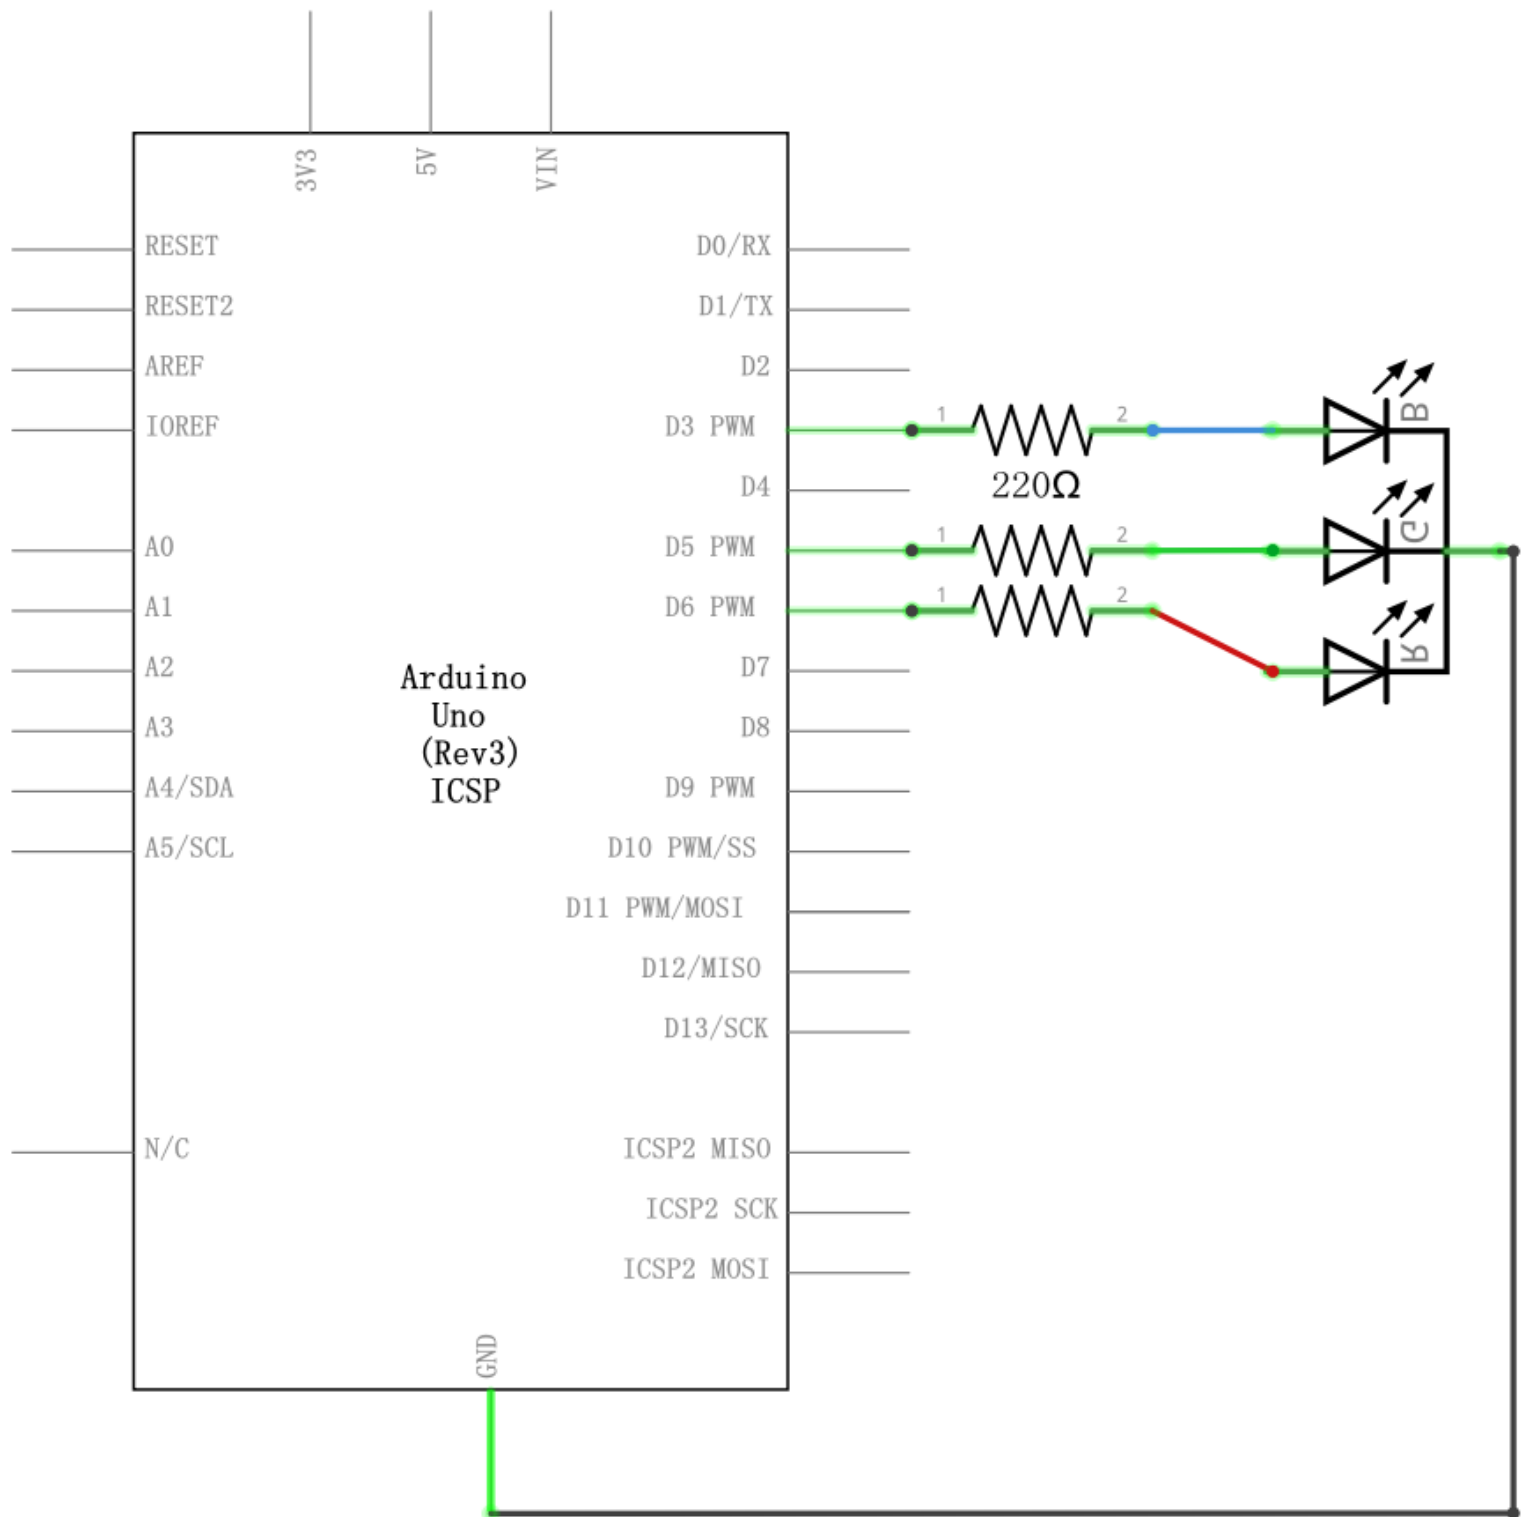 3V3
5V
VIN
RESET
RESET2
AREF
IOREF
A0
A1
A2
A3
A4/SDA
A5/SCL
N/C
Arduino
Uno
(Rev3)
ICSP
D0/RX
D1/TX
D2
D3 PWM
D4
D5 PWM
D6 PWM
D7
D8
D9 PWM
D10 PWM/SS
D11 PWM/MOSI
D12/MISO
D13/SCK
ICSP2 MISO
ICSP2 SCK
ICSP2 MOSI
GND
1
2
220Ω
1
2
1
2
B
G
R